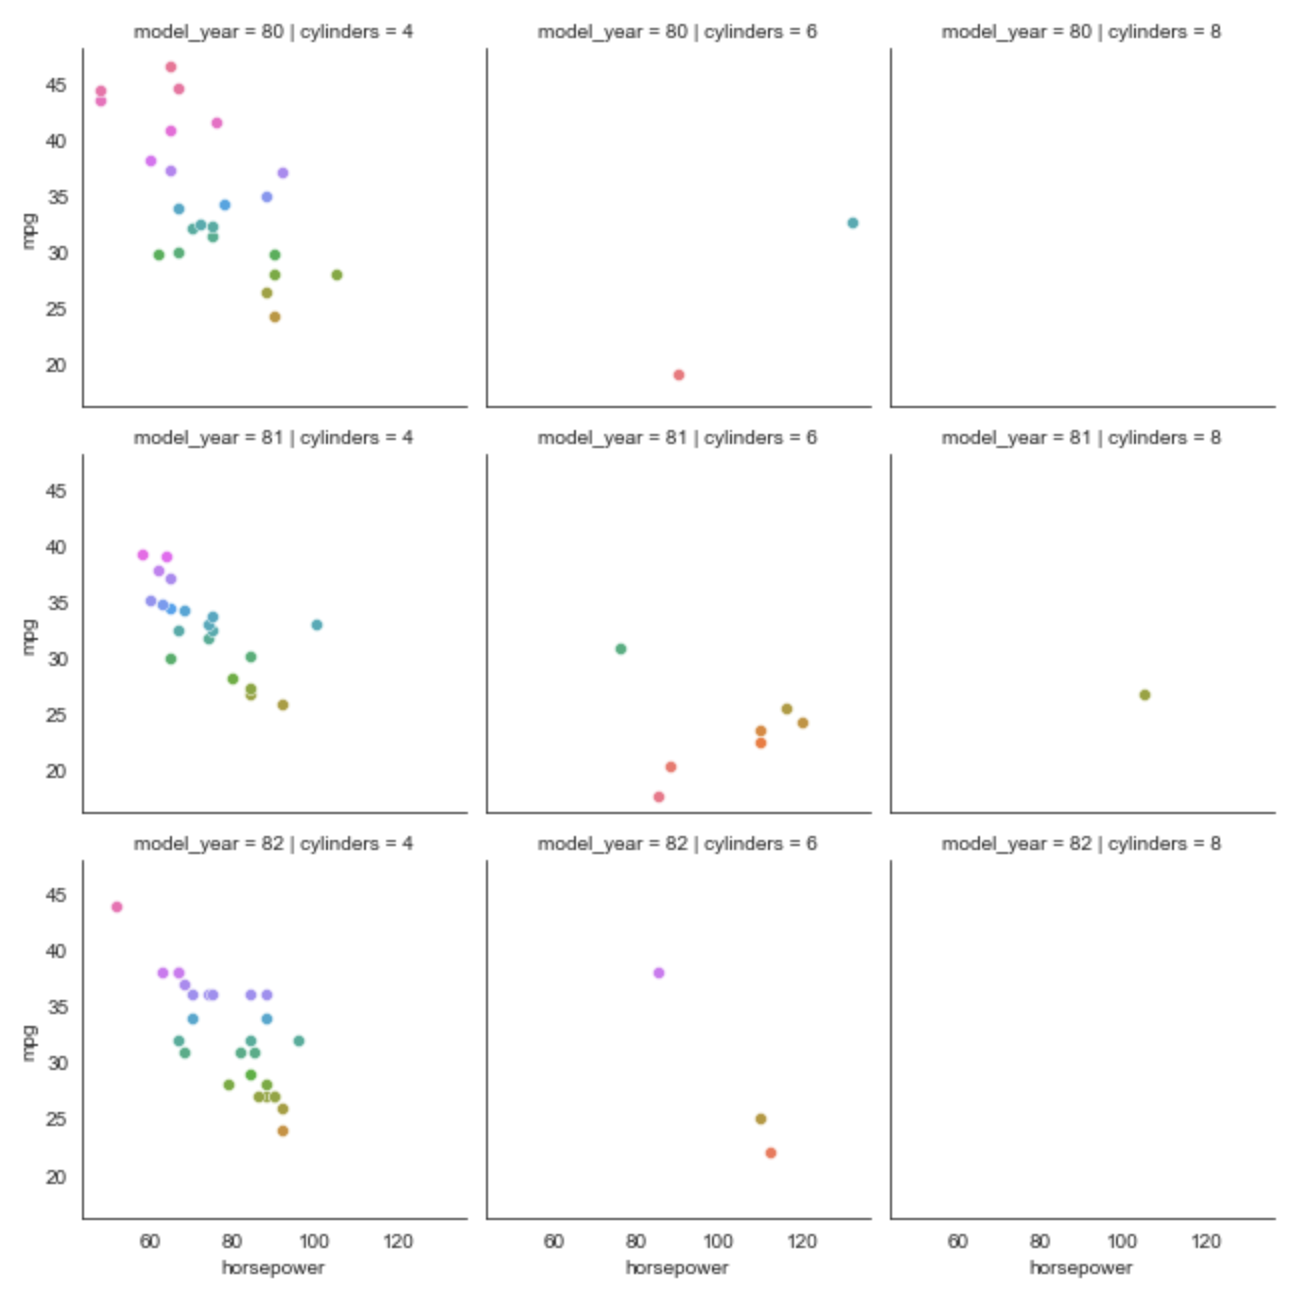 model_year = 80 | cylinders = 4
model_year = 80 | cylinders = 6
model_year = 80 | cylinders = 8
45
40
35
30
25
20
mpg
model_year = 81 | cylinders = 4
model_year = 81 | cylinders = 6
model_year = 81 | cylinders = 8
45
40
35
30
25
20
mpg
model_year = 82 | cylinders = 4
model_year = 82 | cylinders = 6
model_year = 82 | cylinders = 8
45
40
35
30
25
20
mpg
60 80 100 120
60 80 100 120
60 80 100 120
horsepower
horsepower
horsepower